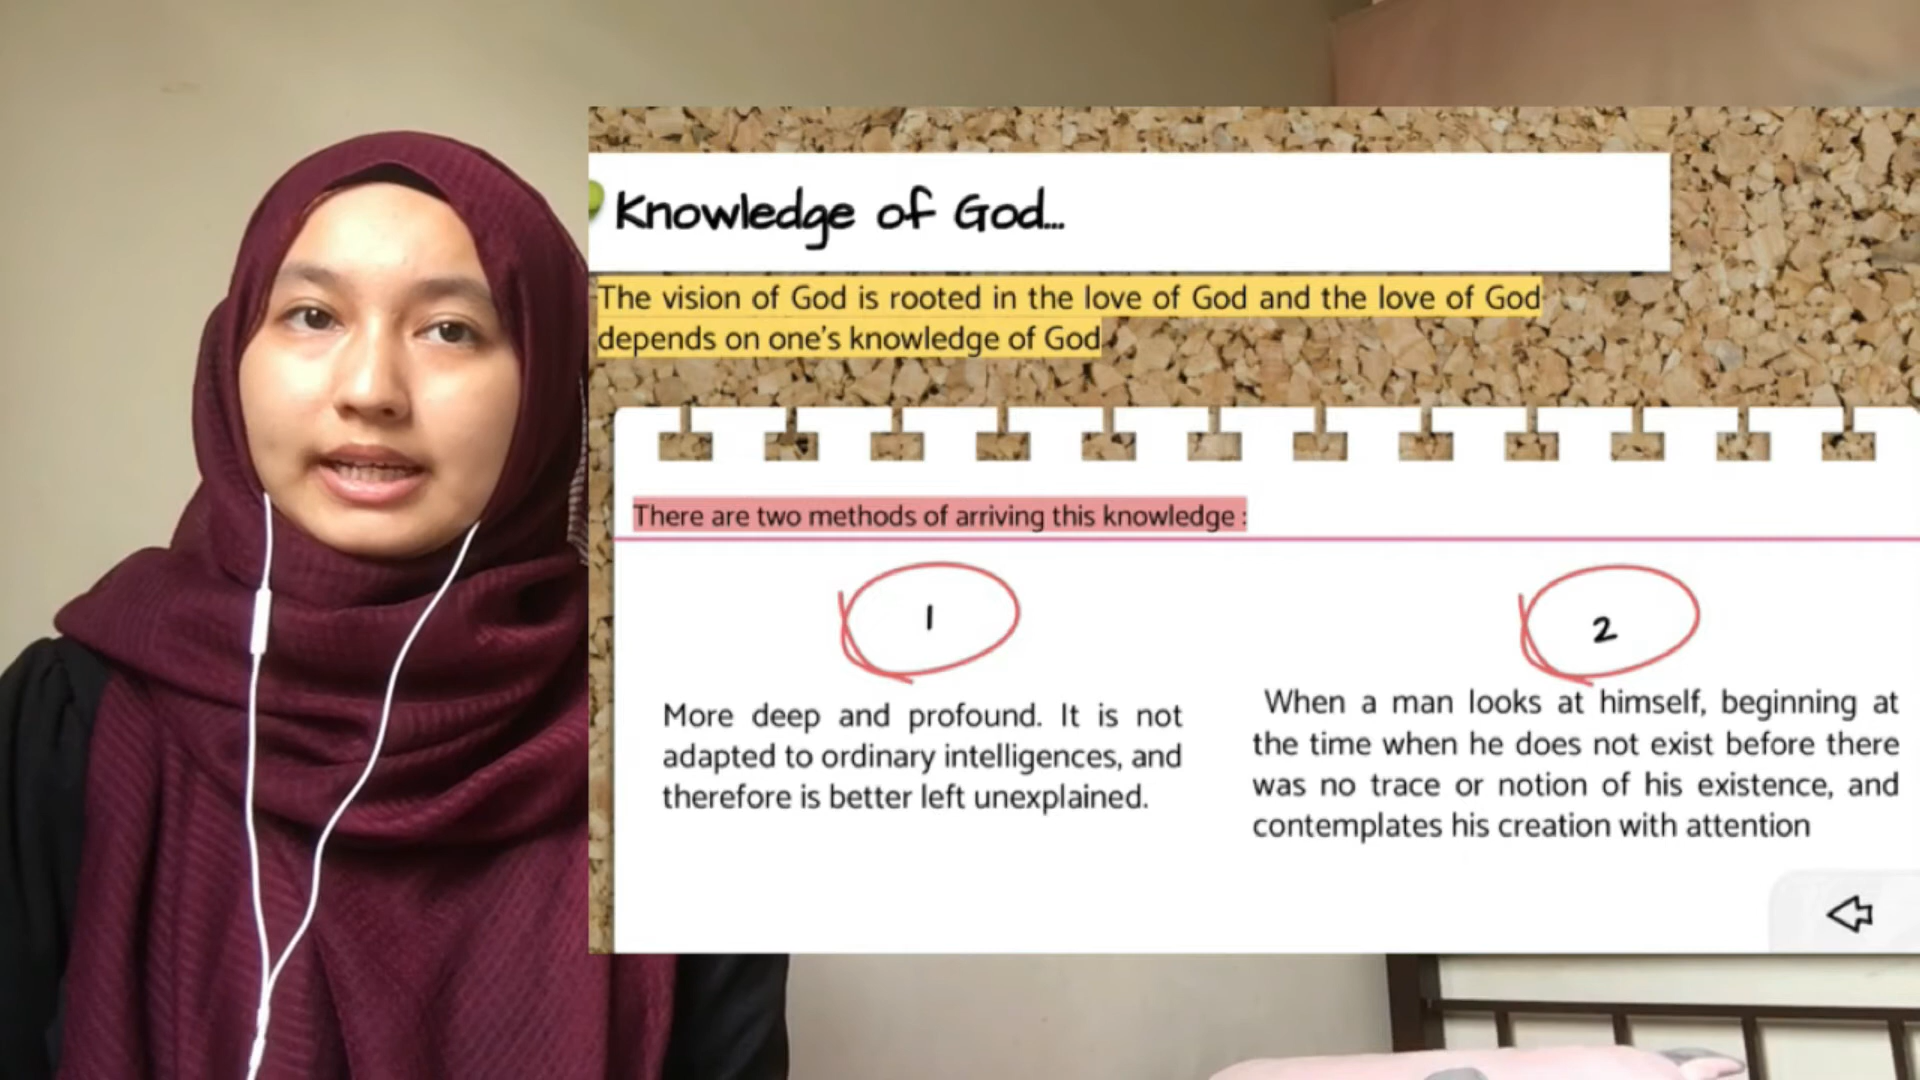 Knowledge of God...
The vision of God is rooted in the love of God and the love of God
depends on one's knowledge of God
There are two methods of arriving this knowledge :
1
2
More deep and profound. It is not
adapted to ordinary intelligences, and
therefore is better left unexplained.
When a man looks at himself, beginning at
the time when he does not exist before there
was no trace or notion of his existence, and
contemplates his creation with attention